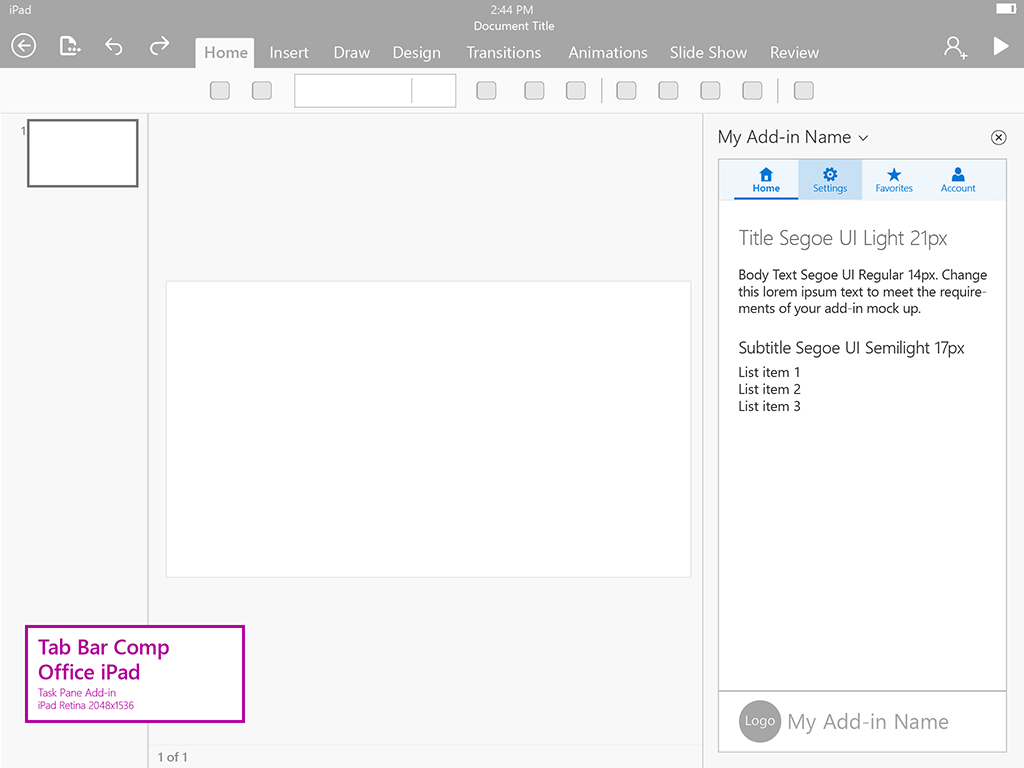 iPad
2:44 PM
Document Title
Home Insert Draw Design Transitions Animations Slide Show Review
1
My Add-in Name
Home Settings Favorites Account
Title Segoe UI Light 21px
Body Text Segoe UI Regular 14px. Change
this lorem ipsum text to meet the require-
ments of your add-in mock up.
Subtitle Segoe UI Semilight 17px
List item 1
List item 2
List item 3
Tab Bar Comp
Office iPad
Task Pane Add-in
iPad Retina 2048x1536
Logo My Add-in Name
1 of 1